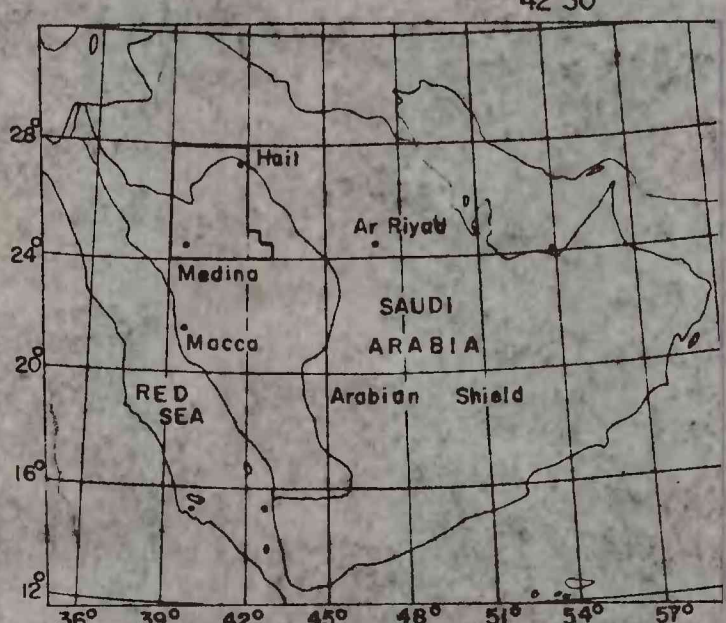 42 30
28°
Hail
24°
Ar Riyad
Medina
SAUDI
Macca
ARABIA
20°
RED
SEA
Arabian Shield
16°
12°
36° 39° 42° 45° 48° 51° 54° 57°